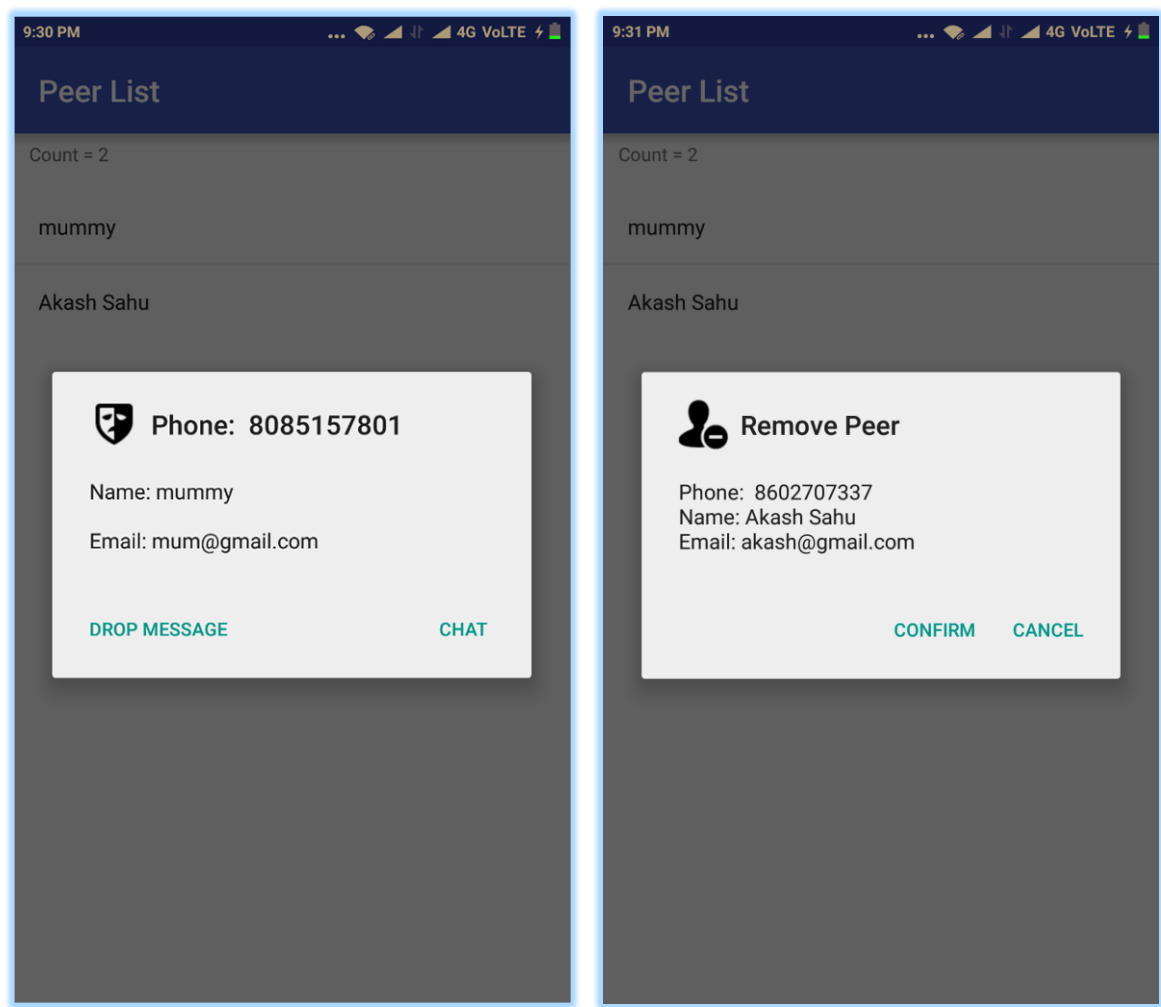 9:30 PM ... 4G VoLTE
Peer List
Count = 2
mummy
Akash Sahu
Phone: 8085157801
Name: mummy
Email: mum@gmail.com
DROP MESSAGE CHAT
9:31 PM ... 4G VoLTE
Peer List
Count = 2
mummy
Akash Sahu
Remove Peer
Phone: 8602707337
Name: Akash Sahu
Email: akash@gmail.com
CONFIRM CANCEL